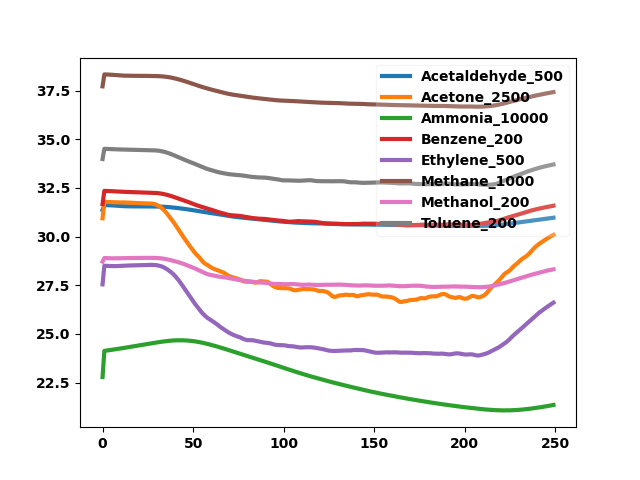 37.5
35.0
32.5
30.0
27.5
25.0
22.5
0
50
100
150
200
250
Acetaldehyde_500
Acetone_2500
Ammonia_10000
Benzene_200
Ethylene_500
Methane_1000
Methanol_200
Toluene_200